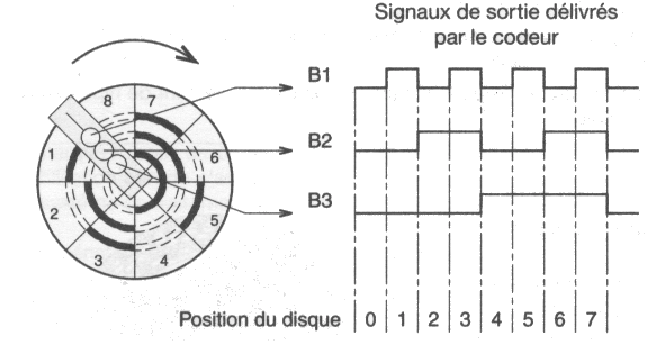 Signaux de sortie délivrés
par le codeur
B1
B2
B3
8 7
1 6
2 5
3 4
Position du disque 0 1 2 3 4 5 6 7